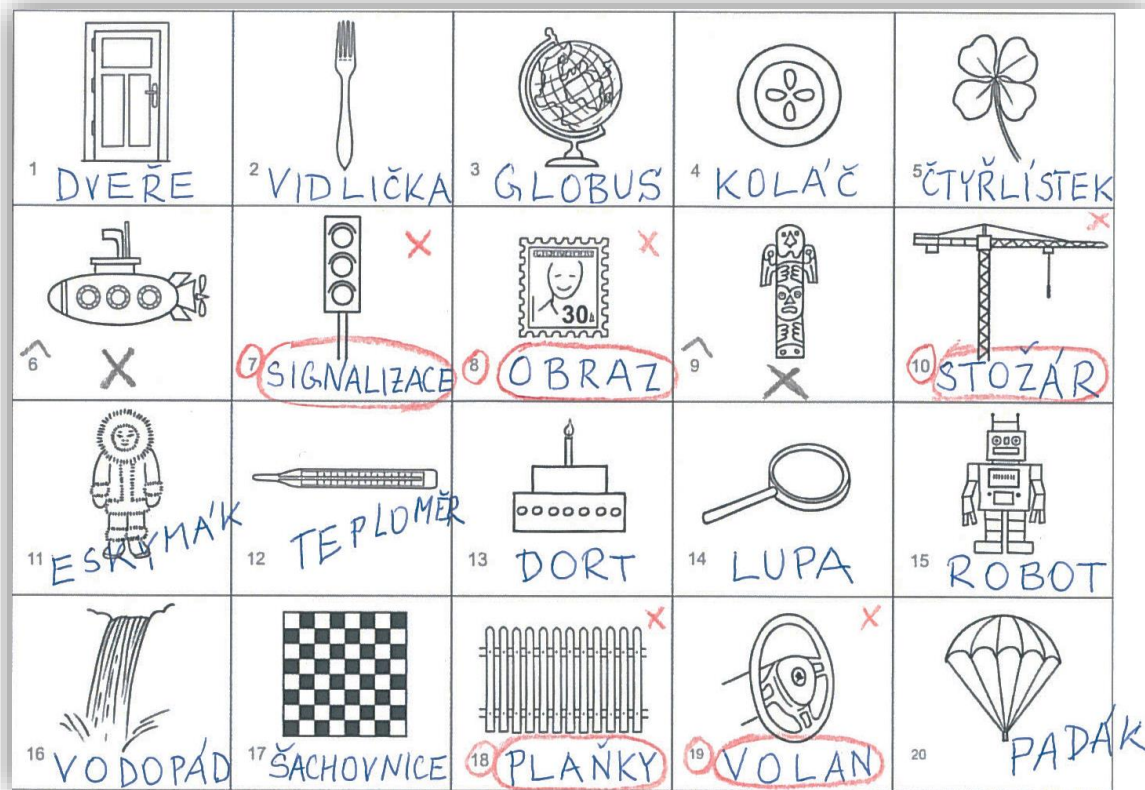 1 DVEŘE
2 VIDLIČKA
3 GLOBUS
4 KOLÁČ
5 ČTYŘLÍSTEK
6 X
7 SIGNALIZACE X
30h
8 OBRAZ X
9 X
10 STOŽÁR X
11 ESKYMÁK
12 TEPLOMĚR
13 DORT
14 LUPA
15 ROBOT
16 VODOPÁD
17 ŠACHOVNICE
18 PLAŇKY X
19 VOLAN X
20 PADÁK